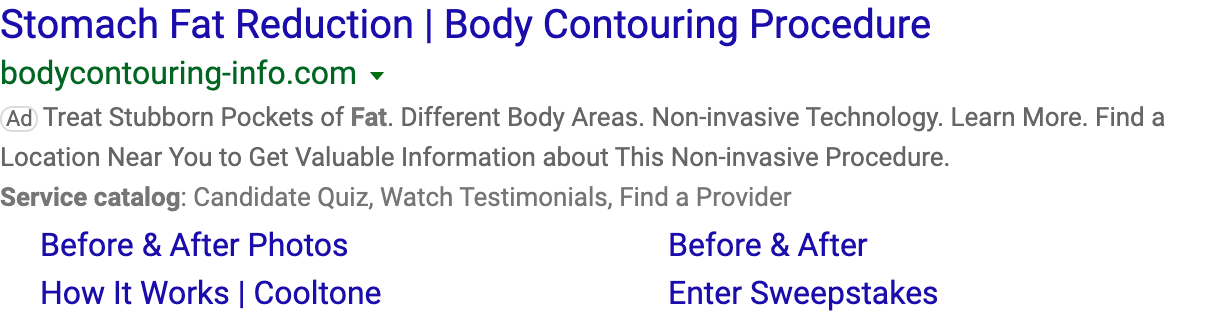 Stomach Fat Reduction | Body Contouring Procedure
bodycontouring-info.com
Ad Treat Stubborn Pockets of Fat. Different Body Areas. Non-invasive Technology. Learn More. Find a
Location Near You to Get Valuable Information about This Non-invasive Procedure.
Service catalog: Candidate Quiz, Watch Testimonials, Find a Provider
Before & After Photos
Before & After
How It Works | Cooltone
Enter Sweepstakes